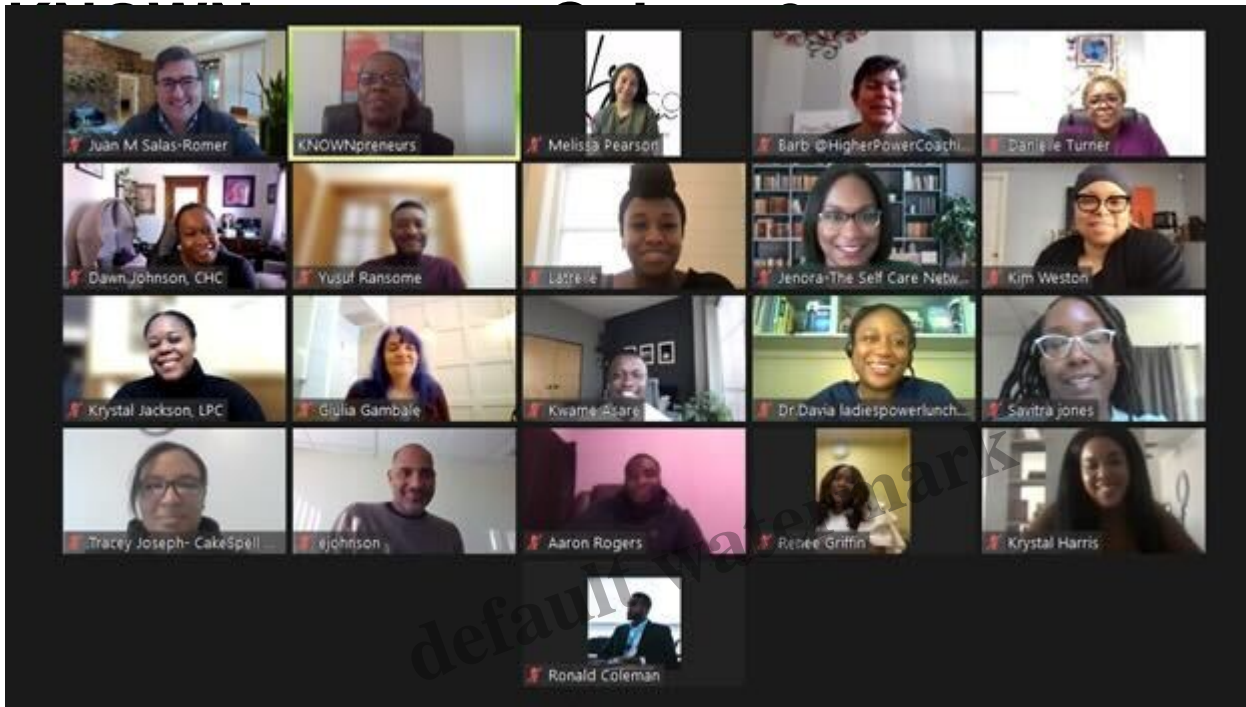 Juan M Salas-Romer
KNOWNpreneurs
Melissa Pearson
Barb @HigherPowerCoachi...
Danielle Turner
Dawn Johnson, CHC
Yusuf Ransome
Latrelle
Jenora-The Self Care Netw...
Kim Weston
Krystal Jackson, LPC
Giulia Gambale
Kwame Asare
Dr.Davia ladiespowerlunch...
Savitra jones
Tracey Joseph- CakeSpell ...
ejohnson
Aaron Rogers
Renee Griffin
Krystal Harris
Ronald Coleman
default watermark